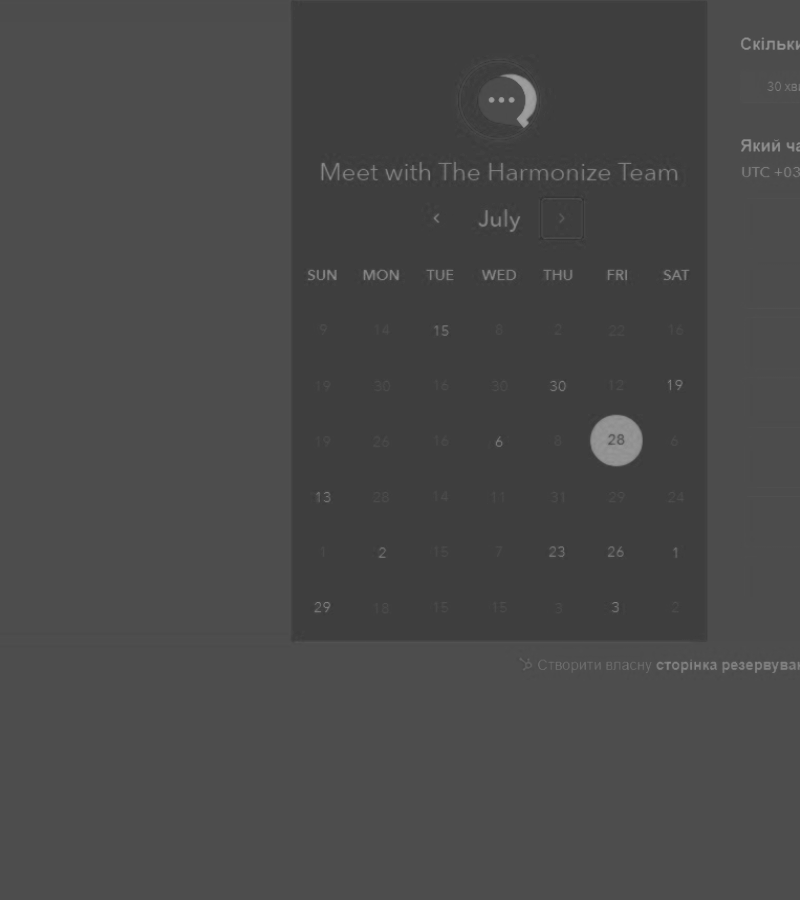 Скільки
30 хви
Який ча
UTC +03
Meet with The Harmonize Team
July
SUN MON TUE WED THU FRI SAT
9 14 15 8 2 22 16
19 30 16 30 30 12 19
19 26 16 6 8 28 6
13 28 14 11 31 29 24
1 2 15 7 23 26 1
29 18 15 15 3 3 2
Створити власну сторінка резервуван